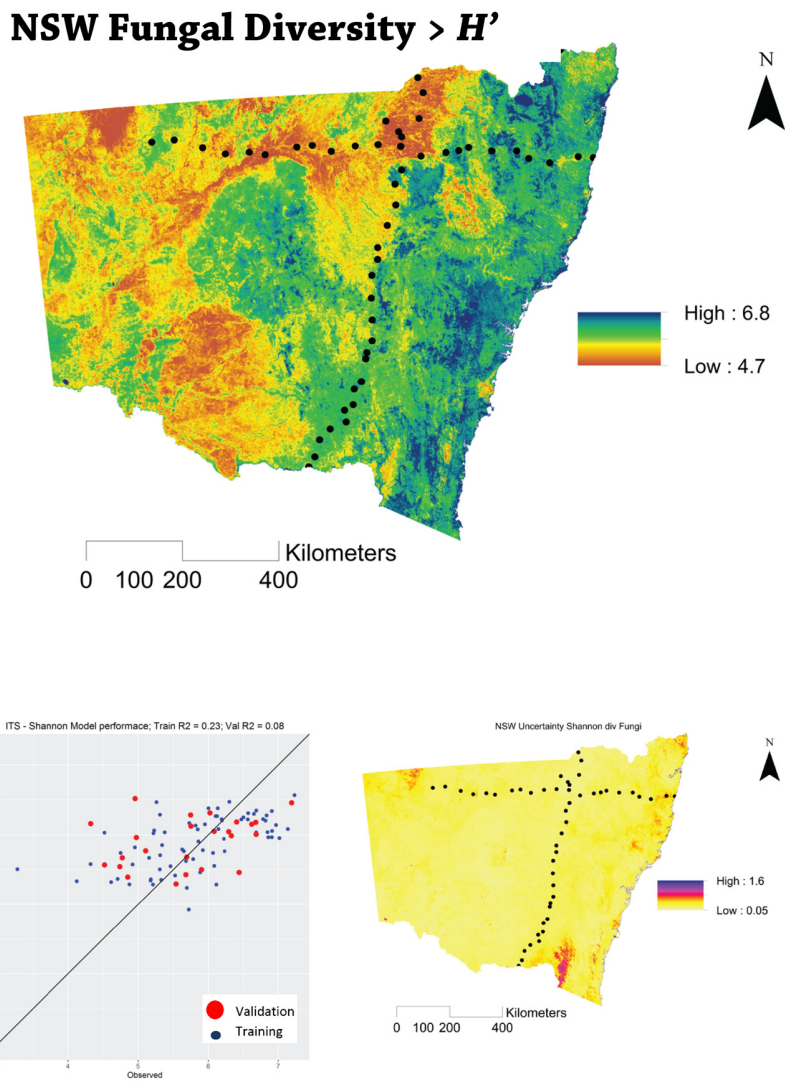 NSW Fungal Diversity > H’
N
High : 6.8
Low : 4.7
Kilometers
0 100 200 400
ITS - Shannon Model performace; Train R2 = 0.23; Val R2 = 0.08
Validation
Training
4 5 6 7
Observed
NSW Uncertainty Shannon div Fungi
N
High : 1.6
Low : 0.05
Kilometers
0 100 200 400